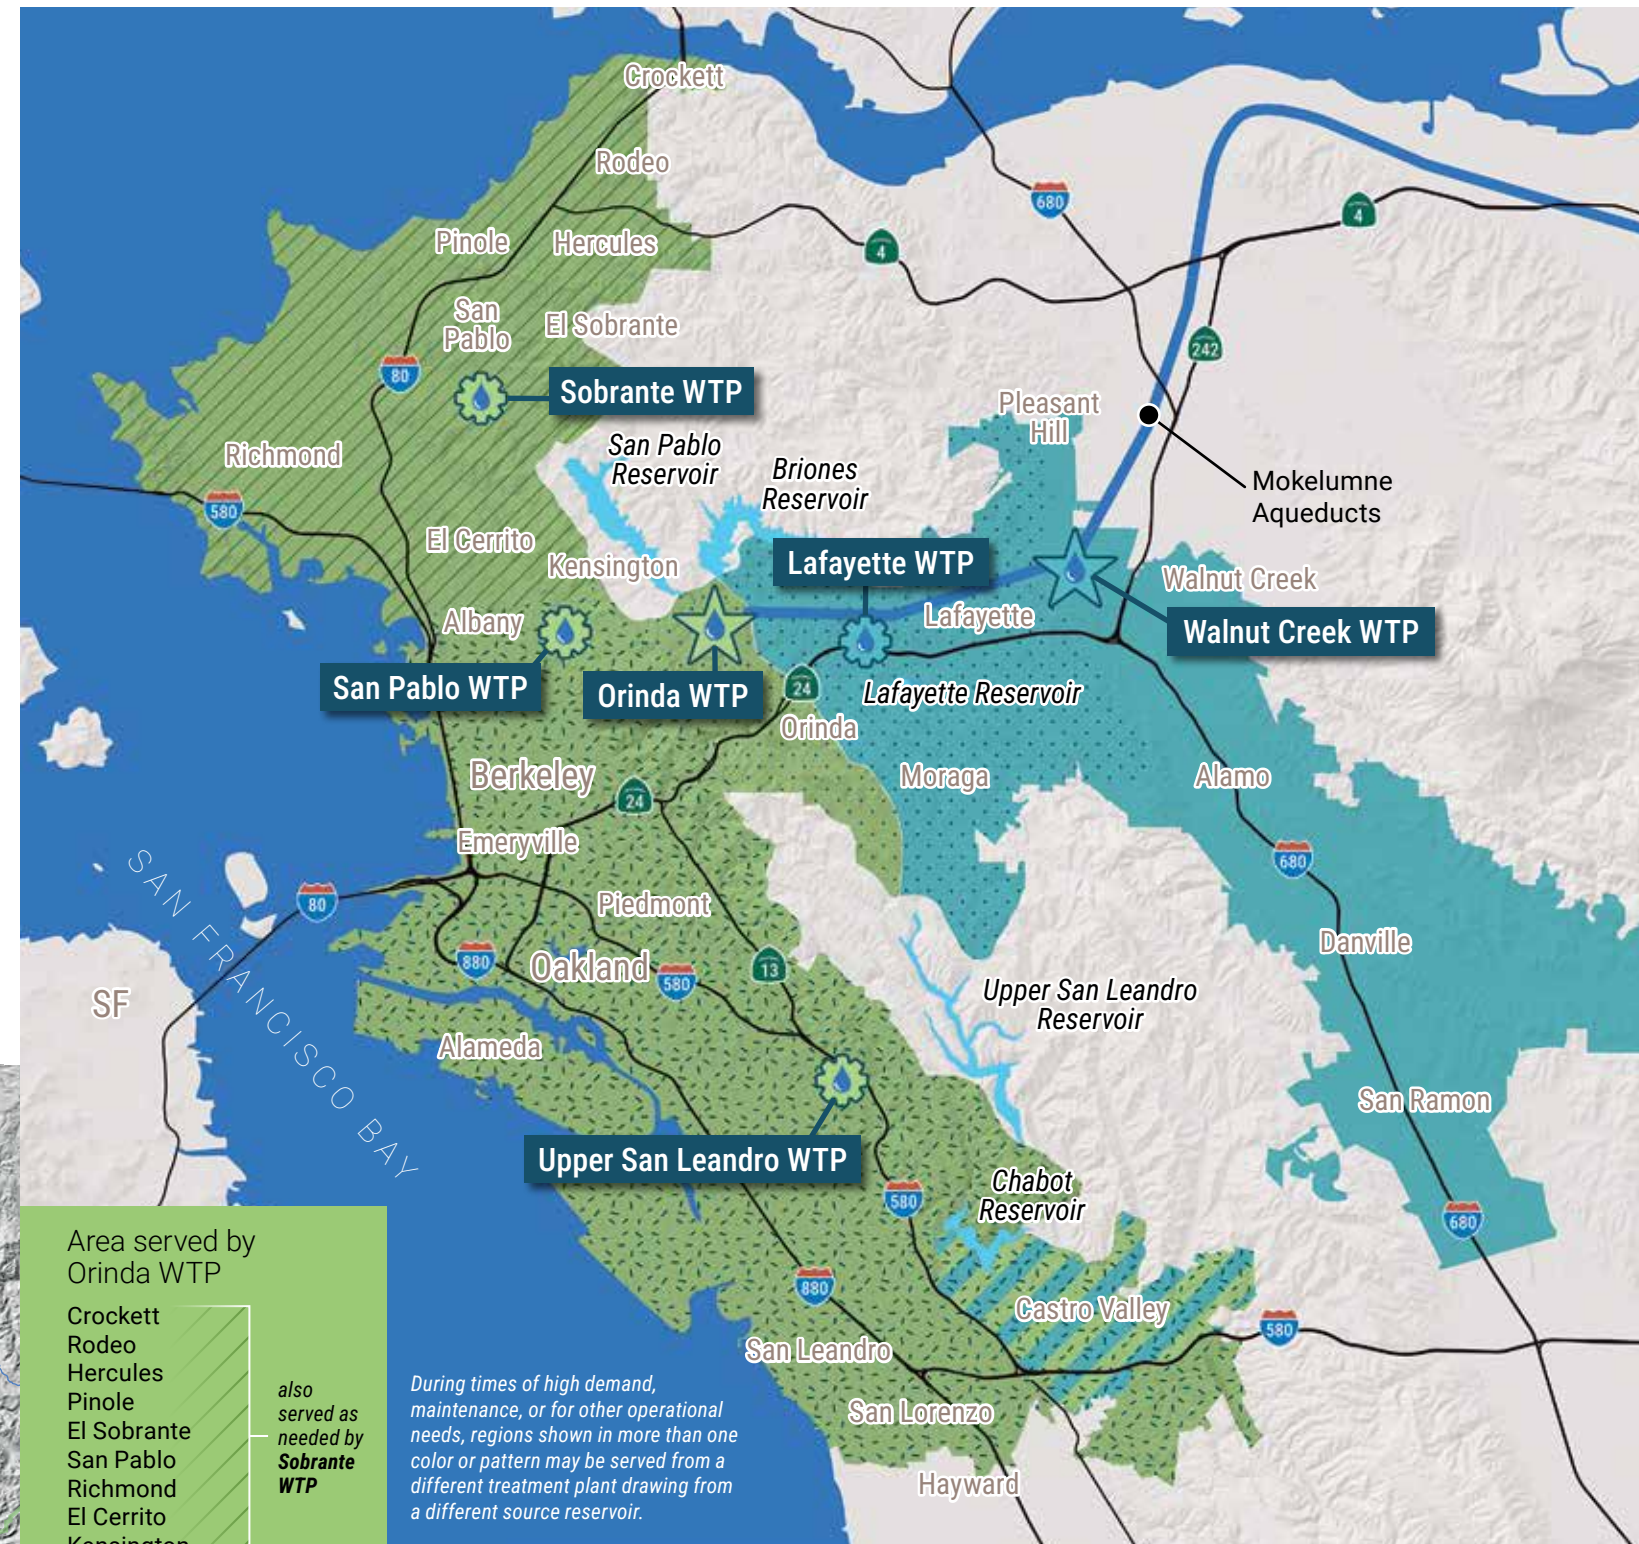 Crockett
Rodeo
680
4
Pinole
Hercules
4
San
Pablo
El Sobrante
242
80
Sobrante WTP
Pleasant
Hill
San Pablo
Reservoir
Richmond
Briones
Reservoir
Mokelumne
Aqueducts
580
El Cerrito
Kensington
Lafayette WTP
Walnut Creek
Albany
Lafayette
Walnut Creek WTP
San Pablo WTP
Orinda WTP
24
Lafayette Reservoir
Orinda
Berkeley
Moraga
Alamo
24
Emeryville
680
SAN FRANCISCO BAY
80
Piedmont
Danville
880
Oakland
580
13
SF
Upper San Leandro
Reservoir
Alameda
San Ramon
Upper San Leandro WTP
580
Chabot
Reservoir
680
880
Castro Valley
580
San Leandro
San Lorenzo
Hayward
Area served by
Orinda WTP
Crockett
Rodeo
Hercules
Pinole
El Sobrante
San Pablo
Richmond
El Cerrito
Kensington
also
served as
needed by
Sobrante
WTP
During times of high demand,
maintenance, or for other operational
needs, regions shown in more than one
color or pattern may be served from a
different treatment plant drawing from
a different source reservoir.